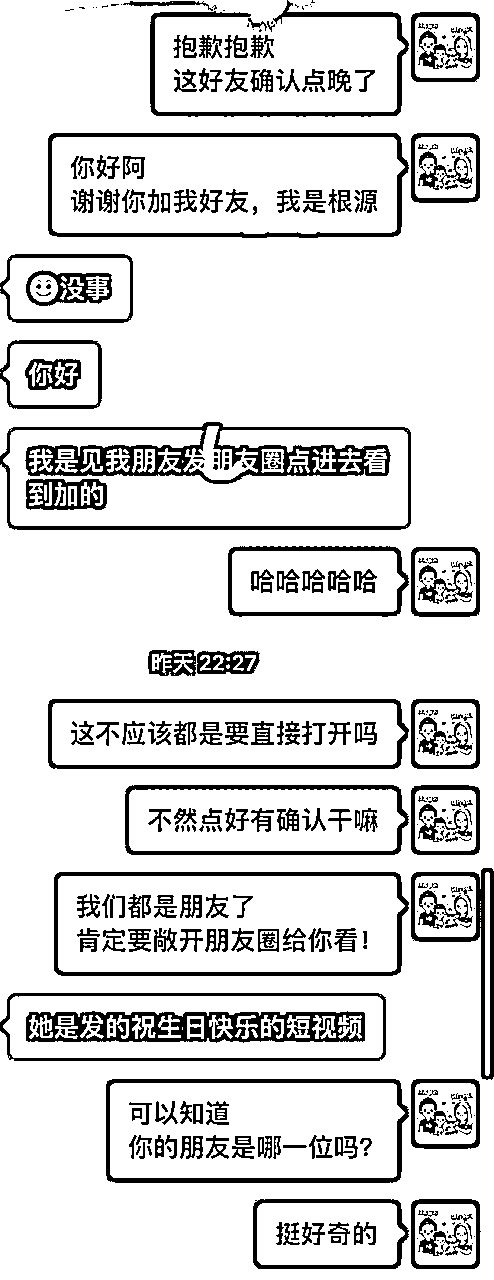 抱歉抱歉
这好友确认点晚了
你好阿
谢谢你加我好友，我是根源
没事
你好
我是见我朋友发朋友圈点进去看
到加的
哈哈哈哈哈
昨天 22:27
这不应该都是要直接打开吗
不然点好有确认干嘛
我们都是朋友了
肯定要敞开朋友圈给你看！
她是发的祝生日快乐的短视频
可以知道
你的朋友是哪一位吗？
挺好奇的